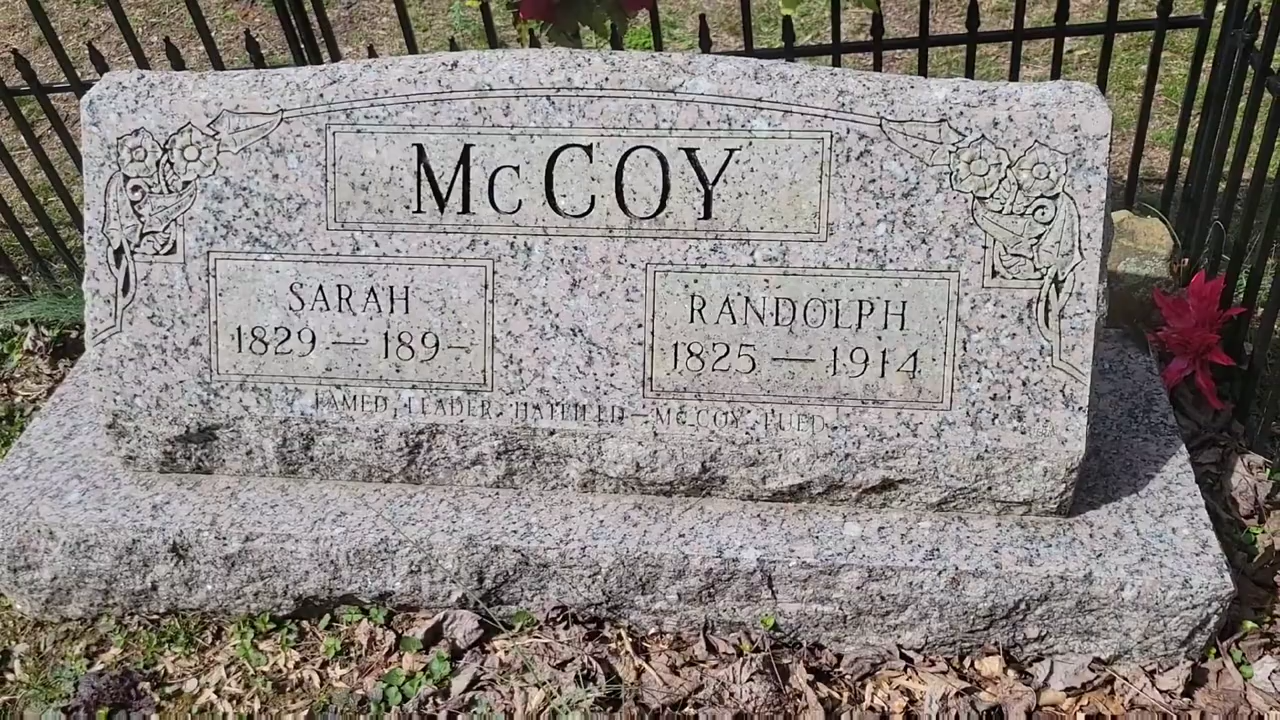 McCOY
SARAH
1829 — 189-
RANDOLPH
1825 — 1914
FAMED, LEADER, HATFIELD — McCOY, FUED